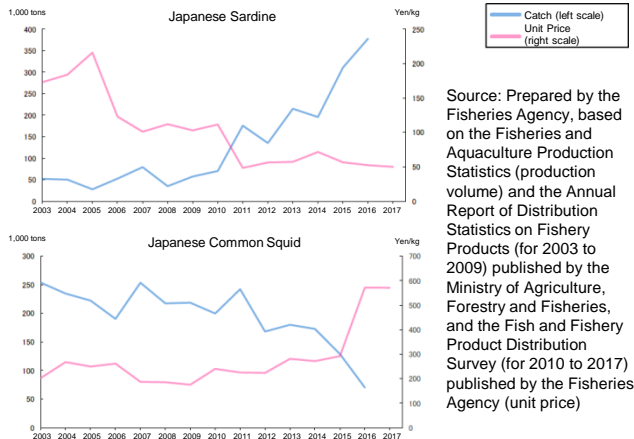 1,000 tons
Japanese Sardine
Yen/kg
400
350
300
250
200
150
100
50
0
250
200
150
100
50
0
2003 2004 2005 2006 2007 2008 2009 2010 2011 2012 2013 2014 2015 2016 2017
1,000 tons
Japanese Common Squid
Yen/kg
300
250
200
150
100
50
0
700
600
500
400
300
200
100
0
2003 2004 2005 2006 2007 2008 2009 2010 2011 2012 2013 2014 2015 2016 2017
Catch (left scale)
Unit Price
(right scale)
Source: Prepared by the
Fisheries Agency, based
on the Fisheries and
Aquaculture Production
Statistics (production
volume) and the Annual
Report of Distribution
Statistics on Fishery
Products (for 2003 to
2009) published by the
Ministry of Agriculture,
Forestry and Fisheries,
and the Fish and Fishery
Product Distribution
Survey (for 2010 to 2017)
published by the Fisheries
Agency (unit price)